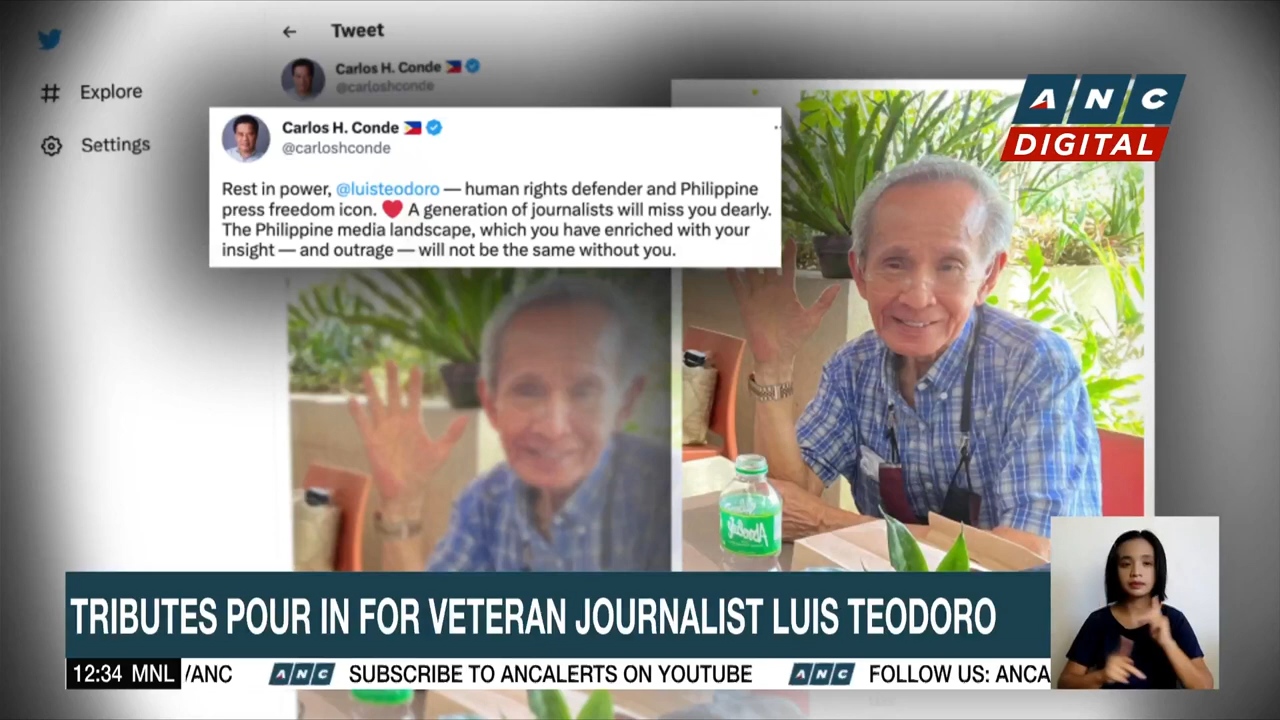 Tweet
Carlos H. Conde
@carloshconde
Explore
Settings
ANC
DIGITAL
Carlos H. Conde
@carloshconde
Rest in power, @luisteodoro — human rights defender and Philippine
press freedom icon. ❤️ A generation of journalists will miss you dearly.
The Philippine media landscape, which you have enriched with your
insight — and outrage — will not be the same without you.
Absolute
TRIBUTES POUR IN FOR VETERAN JOURNALIST LUIS TEODORO
12:34 MNL /ANC ANC SUBSCRIBE TO ANCALERTS ON YOUTUBE ANC FOLLOW US: ANCA